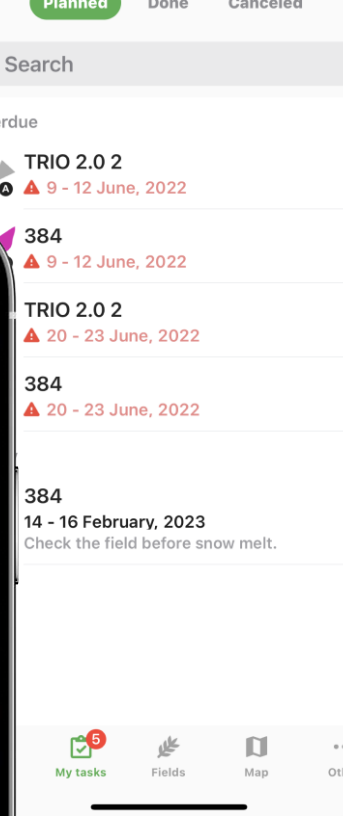 Planned Done Canceled
Search
erdue
TRIO 2.0 2
A
9 - 12 June, 2022
384
9 - 12 June, 2022
TRIO 2.0 2
20 - 23 June, 2022
384
20 - 23 June, 2022
384
14 - 16 February, 2023
Check the field before snow melt.
5
My tasks Fields Map Oth